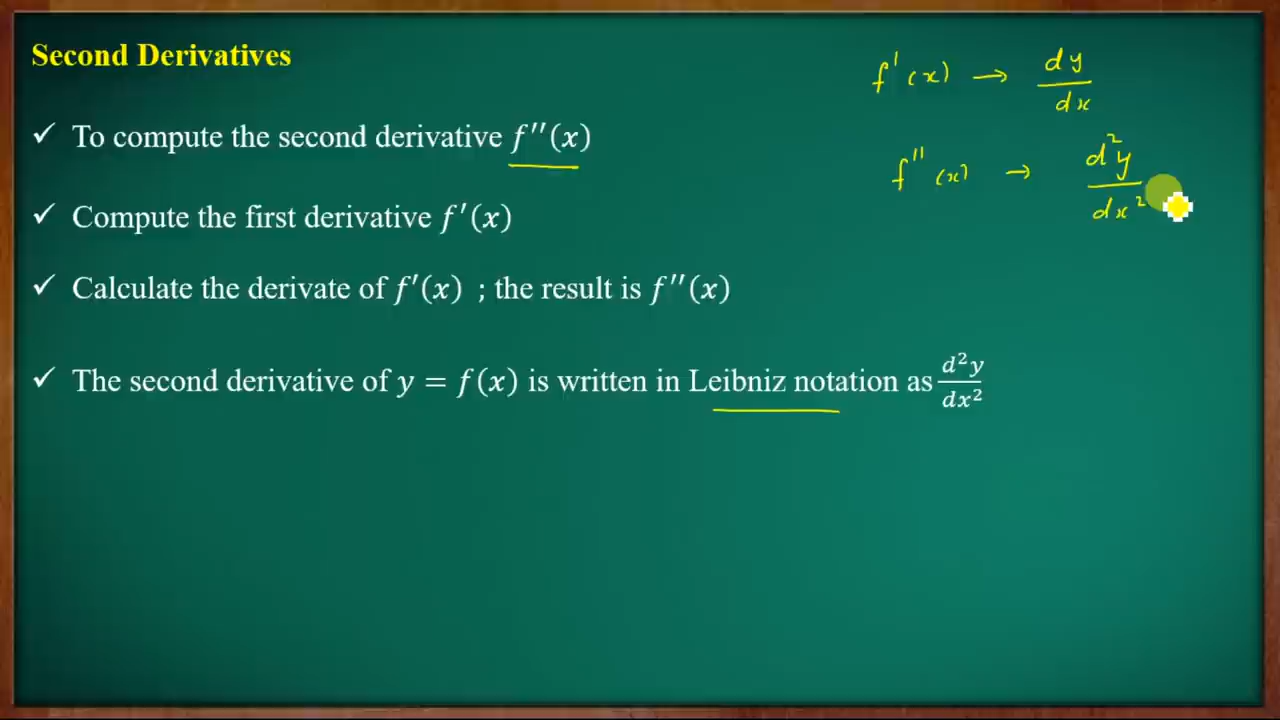 Second Derivatives
f'(x) → dy/dx
✓ To compute the second derivative f''(x)
f''(x) → d²y/dx²
✓ Compute the first derivative f'(x)
✓ Calculate the derivate of f'(x) ; the result is f''(x)
✓ The second derivative of y = f(x) is written in Leibniz notation as d²y/dx²